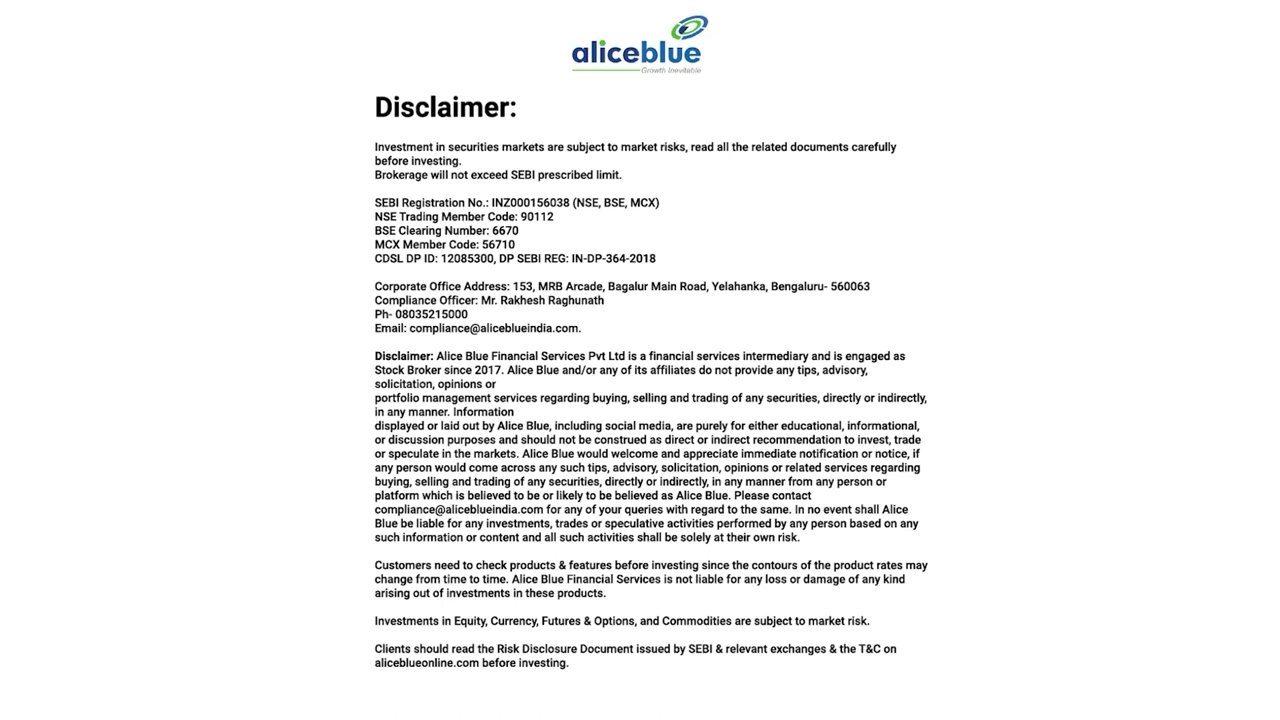 aliceblue
Growth Inevitable
Disclaimer:
Investment in securities markets are subject to market risks, read all the related documents carefully
before investing.
Brokerage will not exceed SEBI prescribed limit.
SEBI Registration No.: INZ000156038 (NSE, BSE, MCX)
NSE Trading Member Code: 90112
BSE Clearing Number: 6670
MCX Member Code: 56710
CDSL DP ID: 12085300, DP SEBI REG: IN-DP-364-2018
Corporate Office Address: 153, MRB Arcade, Bagalur Main Road, Yelahanka, Bengaluru- 560063
Compliance Officer: Mr. Rakhesh Raghunath
Ph- 08035215000
Email: compliance@aliceblueindia.com.
Disclaimer: Alice Blue Financial Services Pvt Ltd is a financial services intermediary and is engaged as
Stock Broker since 2017. Alice Blue and/or any of its affiliates do not provide any tips, advisory,
solicitation, opinions or
portfolio management services regarding buying, selling and trading of any securities, directly or indirectly,
in any manner. Information
displayed or laid out by Alice Blue, including social media, are purely for either educational, informational,
or discussion purposes and should not be construed as direct or indirect recommendation to invest, trade
or speculate in the markets. Alice Blue would welcome and appreciate immediate notification or notice, if
any person would come across any such tips, advisory, solicitation, opinions or related services regarding
buying, selling and trading of any securities, directly or indirectly, in any manner from any person or
platform which is believed to be or likely to be believed as Alice Blue. Please contact
compliance@aliceblueindia.com for any of your queries with regard to the same. In no event shall Alice
Blue be liable for any investments, trades or speculative activities performed by any person based on any
such information or content and all such activities shall be solely at their own risk.
Customers need to check products & features before investing since the contours of the product rates may
change from time to time. Alice Blue Financial Services is not liable for any loss or damage of any kind
arising out of investments in these products.
Investments in Equity, Currency, Futures & Options, and Commodities are subject to market risk.
Clients should read the Risk Disclosure Document issued by SEBI & relevant exchanges & the T&C on
aliceblueonline.com before investing.